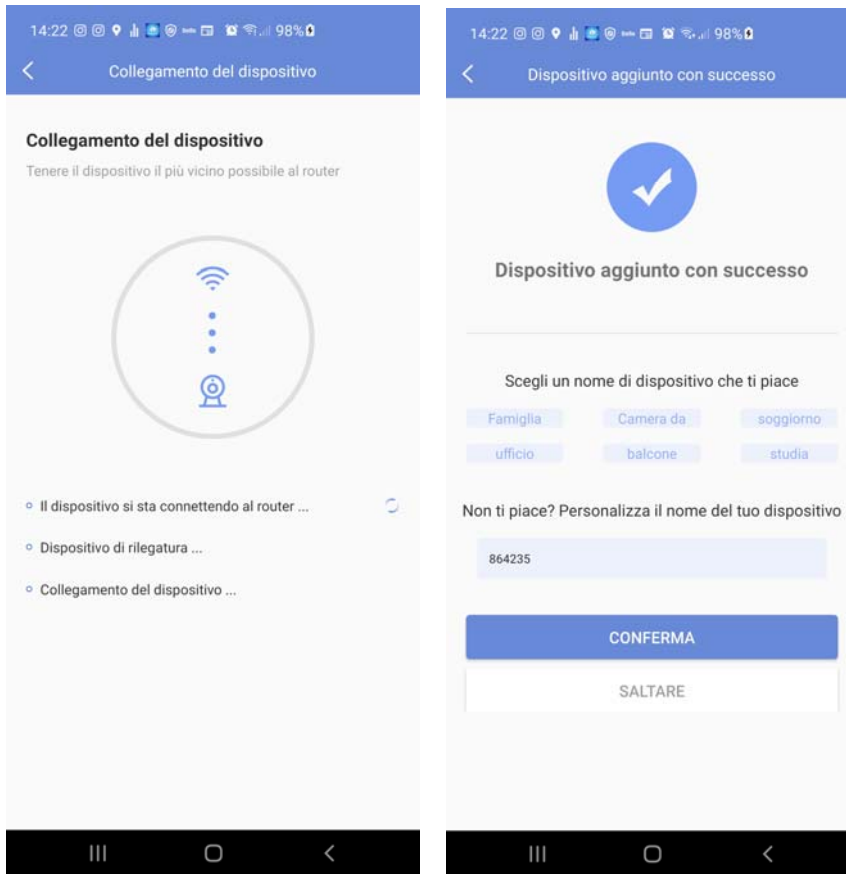 14:22
98%
Collegamento del dispositivo
Collegamento del dispositivo
Tenere il dispositivo il più vicino possibile al router
Il dispositivo si sta connettendo al router ...
Dispositivo di rilegatura ...
Collegamento del dispositivo ...
14:22
98%
Dispositivo aggiunto con successo
Dispositivo aggiunto con successo
Scegli un nome di dispositivo che ti piace
Famiglia Camera da soggiorno
ufficio balcone studia
Non ti piace? Personalizza il nome del tuo dispositivo
864235
CONFERMA
SALTARE